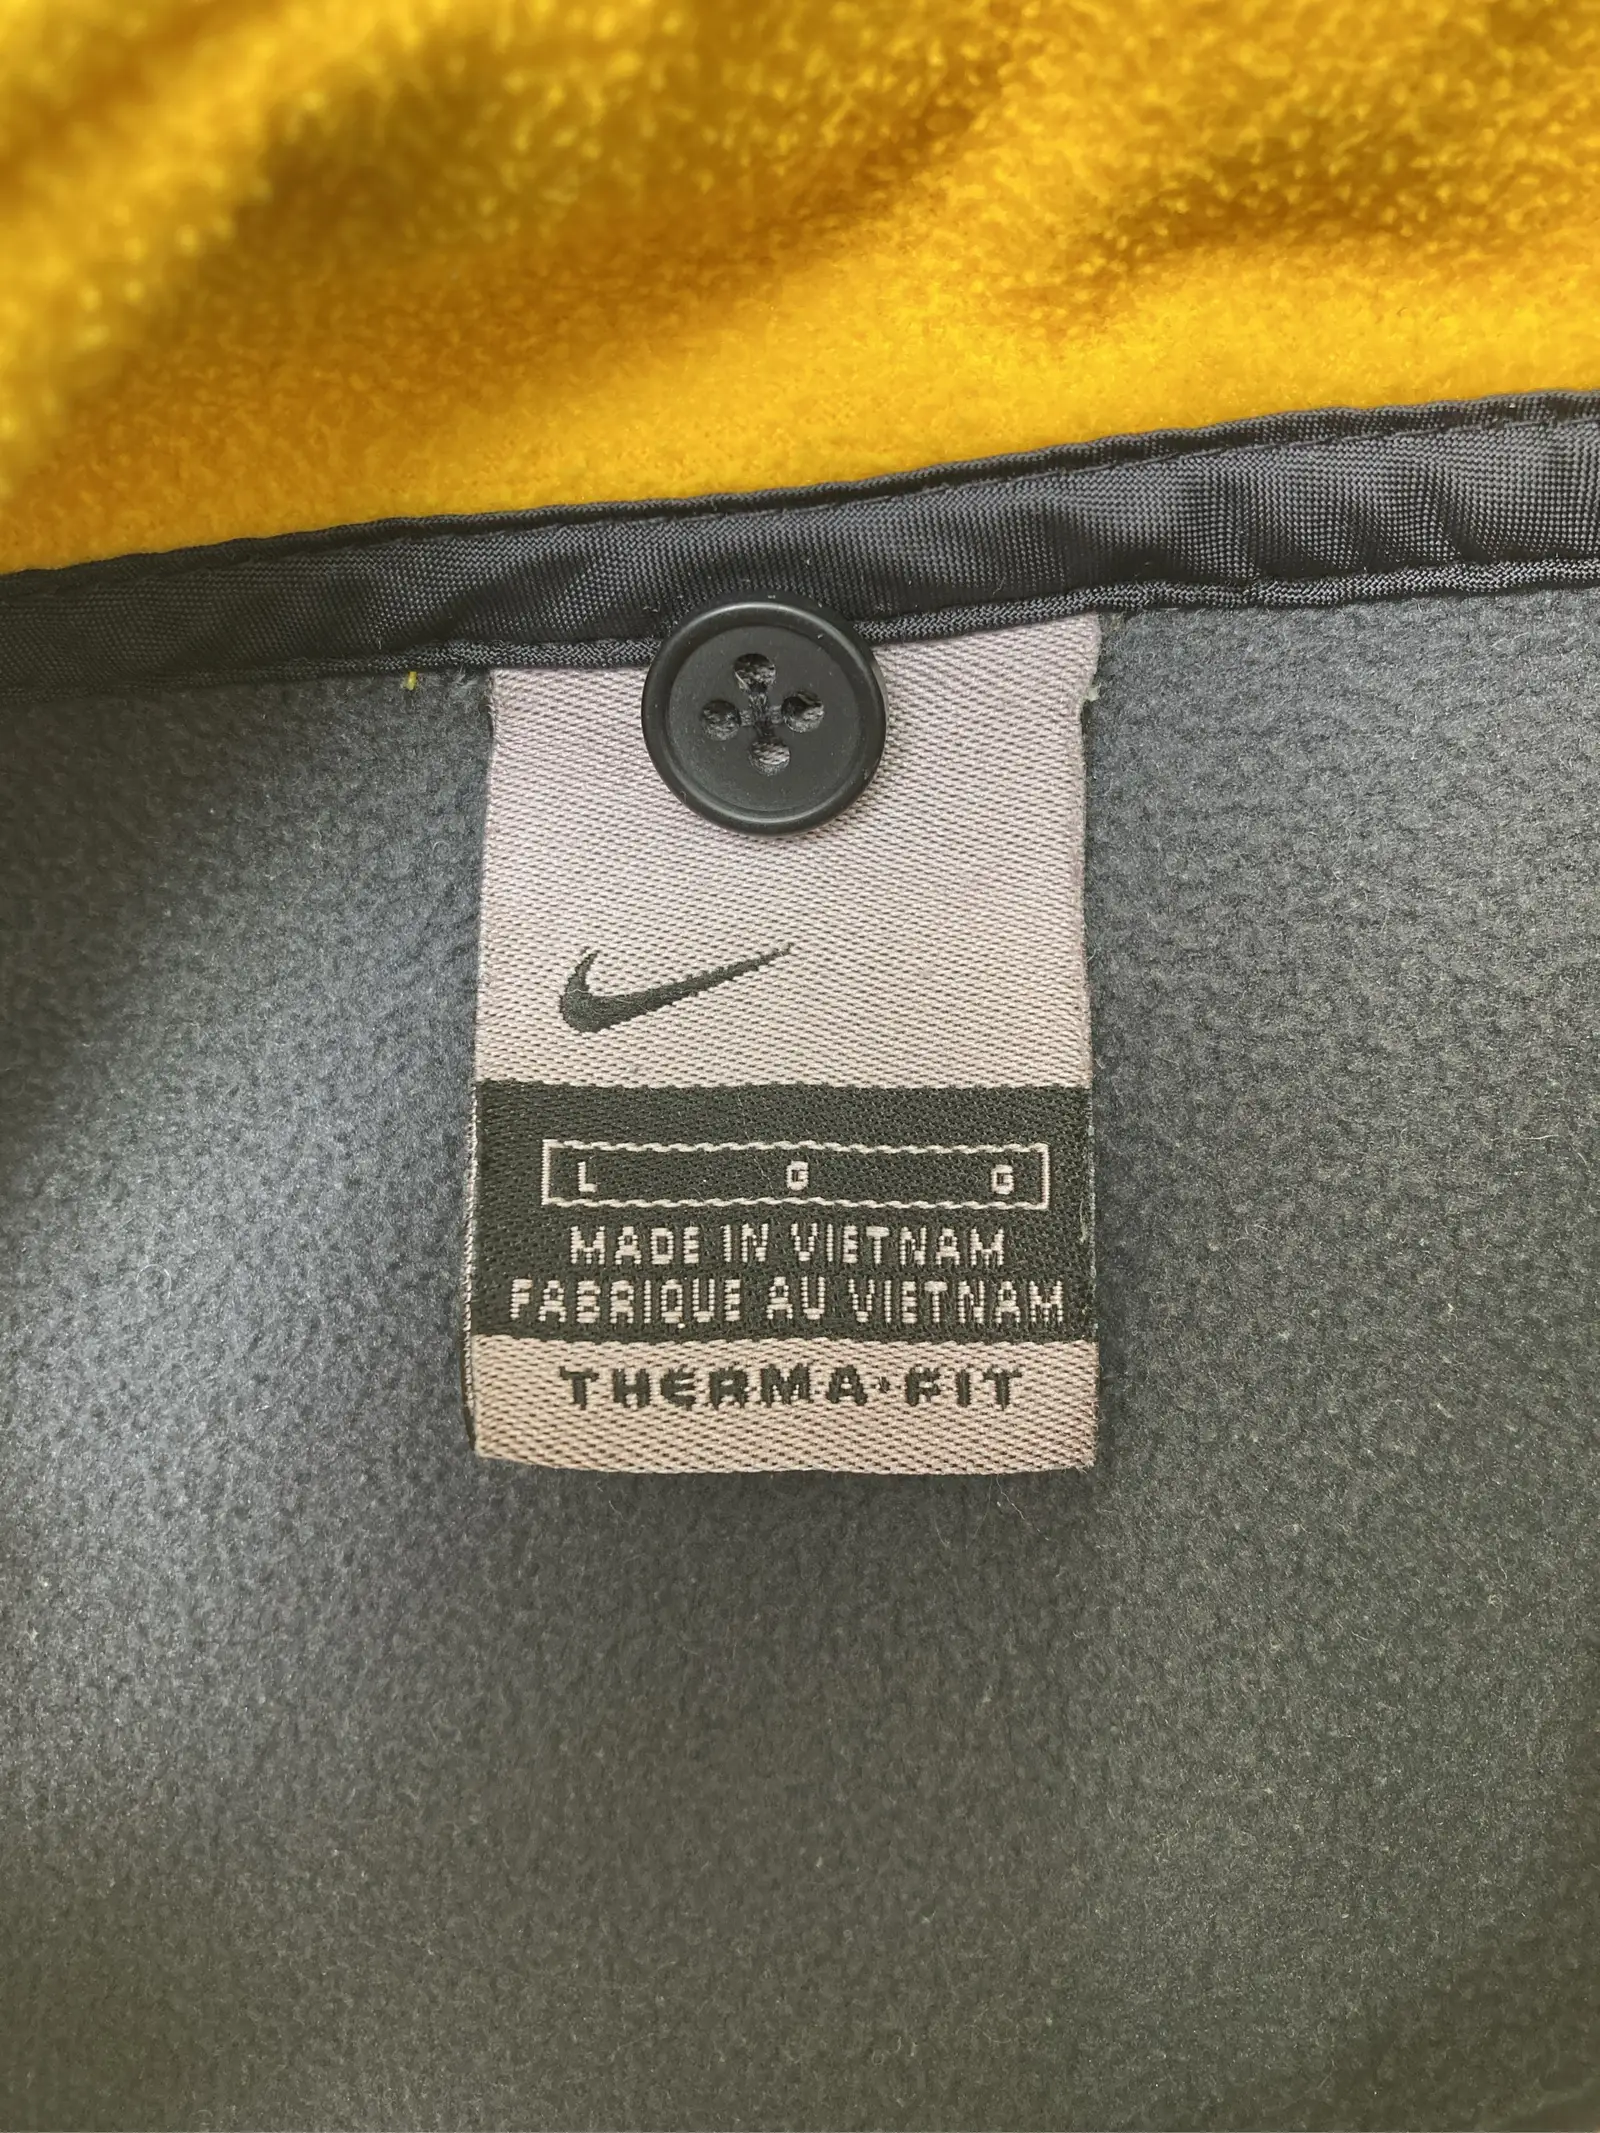 L G G
MADE IN VIETNAM
FABRIQUE AU VIETNAM
THERMA·FIT